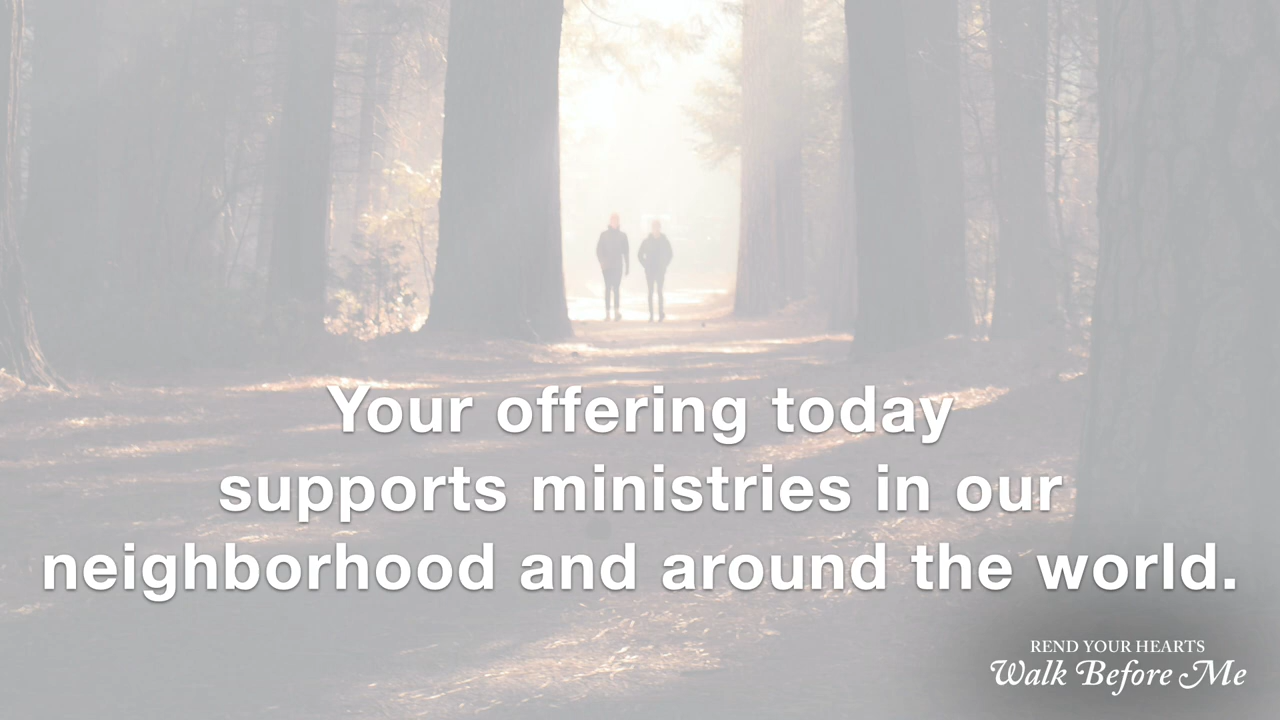 Your offering today
supports ministries in our
neighborhood and around the world.
REND YOUR HEARTS
Walk Before Me